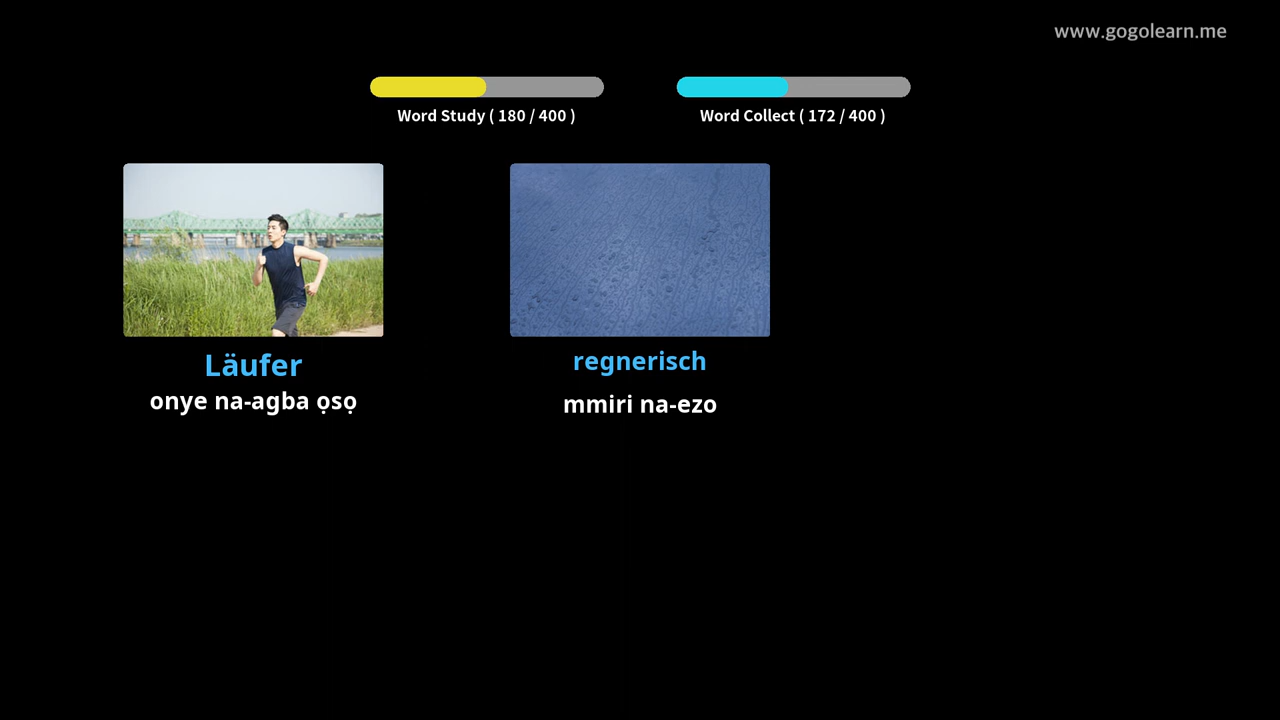 www.gogolearn.me
Word Study ( 180 / 400 )
Word Collect ( 172 / 400 )
Läufer
onye na-agba ọsọ
regnerisch
mmiri na-ezo